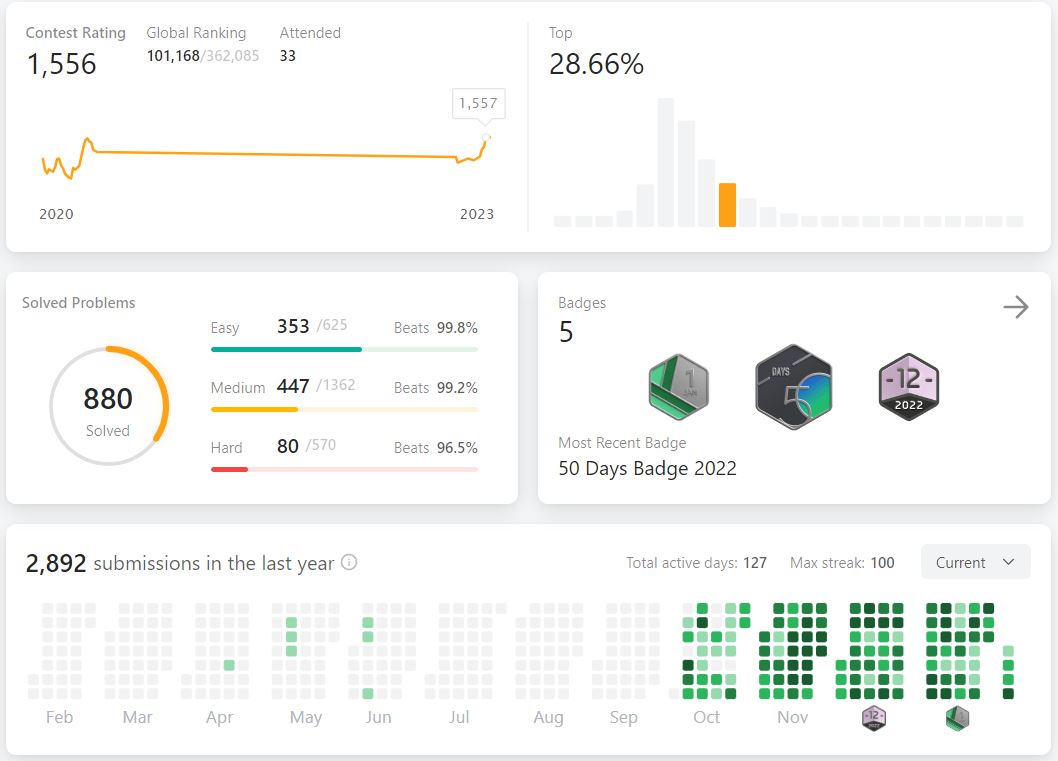 Contest Rating Global Ranking Attended
1,556 101,168/362,085 33
1,557
2020 2023
Top
28.66%
Solved Problems
880
Solved
Easy 353 /625 Beats 99.8%
Medium 447 /1362 Beats 99.2%
Hard 80 /570 Beats 96.5%
Badges
5
1
JAN
DAYS
50
-12-
2022
Most Recent Badge
50 Days Badge 2022
2,892 submissions in the last year
Total active days: 127 Max streak: 100 Current
Feb Mar Apr May Jun Jul Aug Sep Oct Nov
-12-
2022
1